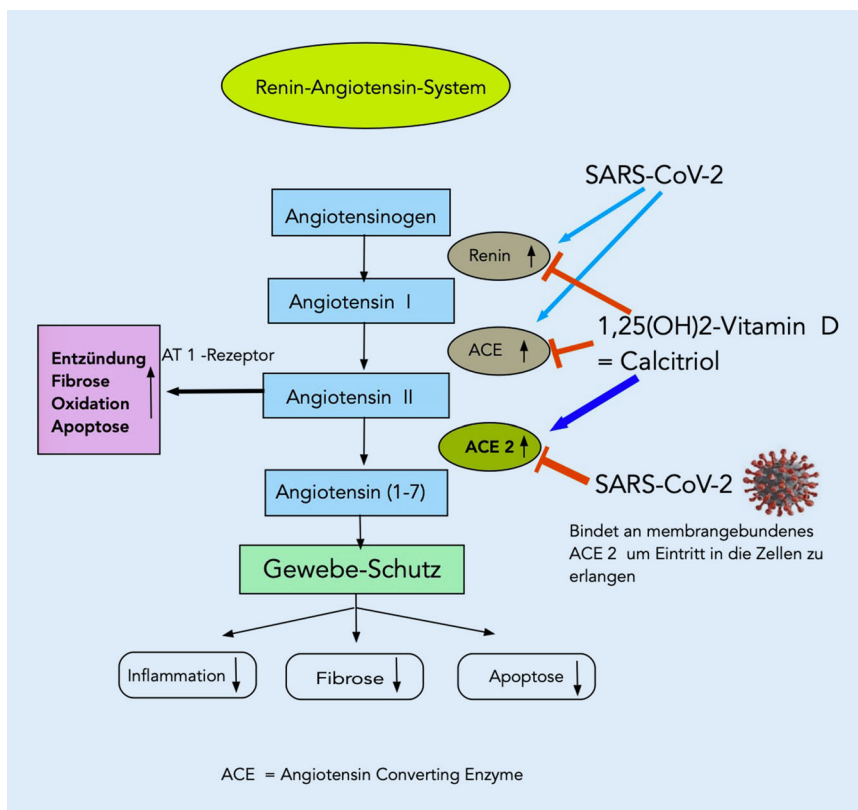 Renin-Angiotensin-System
SARS-CoV-2
Angiotensinogen
Renin
Angiotensin I
1,25(OH)2-Vitamin D
= Calcitriol
ACE
AT 1 -Rezeptor
Entzündung
Fibrose
Oxidation
Apoptose
Angiotensin II
ACE 2
SARS-CoV-2
Angiotensin (1-7)
Bindet an membrangebundenes
ACE 2 um Eintritt in die Zellen zu
erlangen
Gewebe-Schutz
Inflammation
Fibrose
Apoptose
ACE = Angiotensin Converting Enzyme